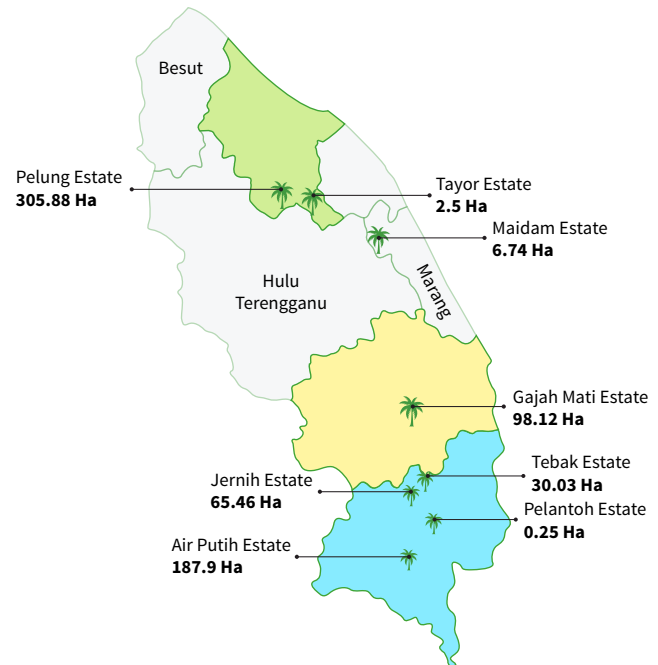 Besut
Pelung Estate
305.88 Ha
Tayor Estate
2.5 Ha
Maidam Estate
6.74 Ha
Hulu
Terengganu
Marang
Gajah Mati Estate
98.12 Ha
Tebak Estate
30.03 Ha
Jernih Estate
65.46 Ha
Pelantoh Estate
0.25 Ha
Air Putih Estate
187.9 Ha